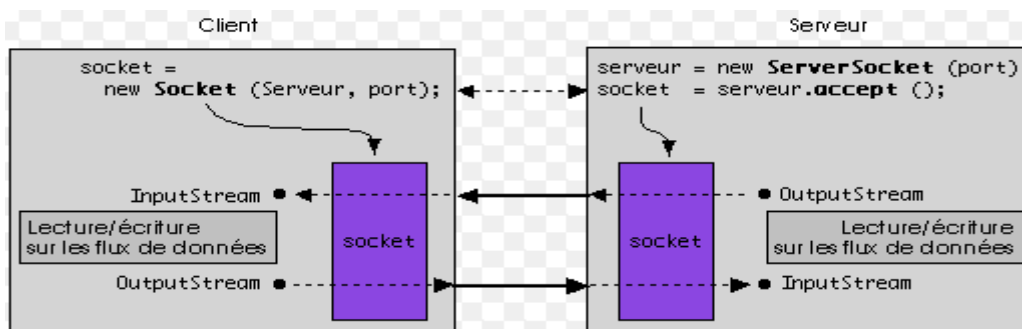 Client
Serveur
socket =
new Socket (Serveur, port);
serveur = new ServerSocket (port)
socket = serveur.accept ();
InputStream
OutputStream
Lecture/écriture
sur les flux de données
socket
socket
Lecture/écriture
sur les flux de données
OutputStream
InputStream